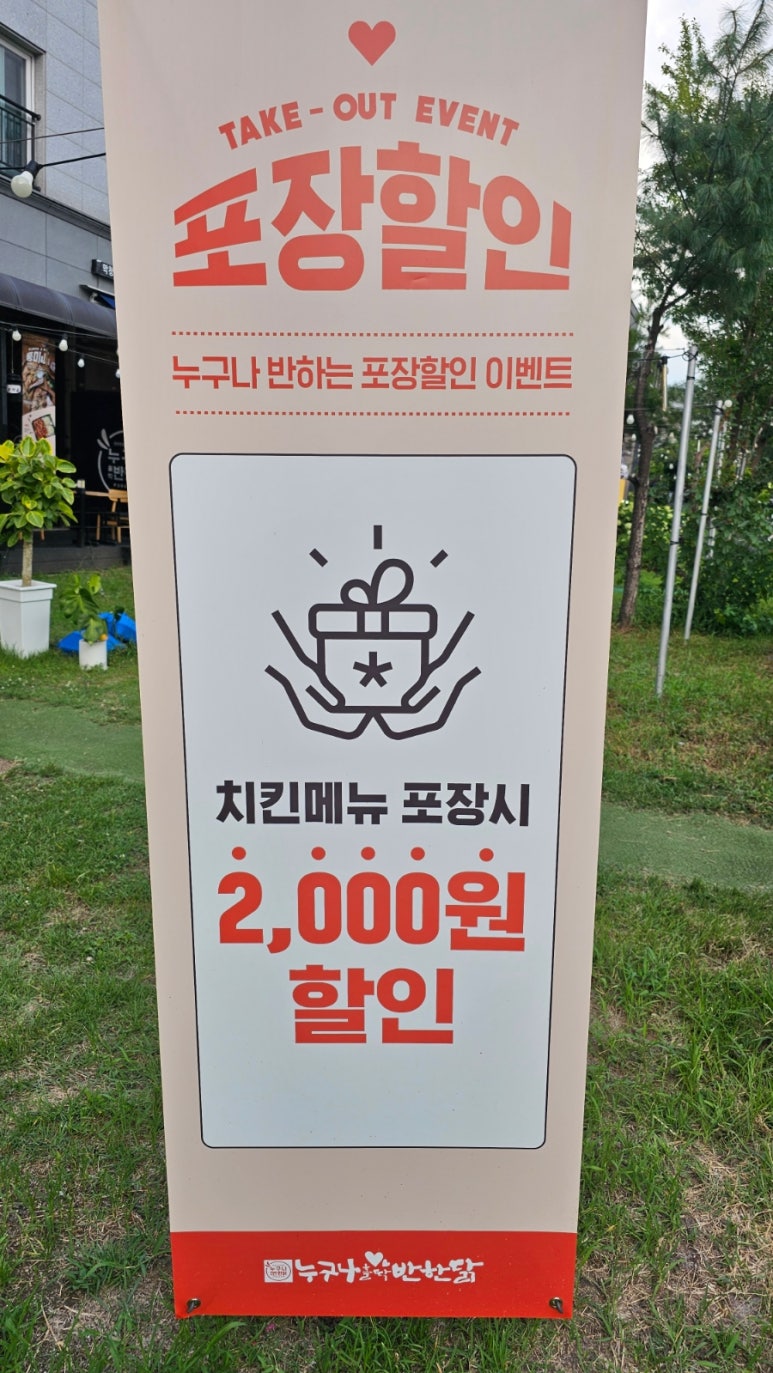 TAKE-OUT EVENT
포장할인
누구나 반하는 포장할인 이벤트
치킨메뉴 포장시
2,000원
할인
누구나홀딱반한닭